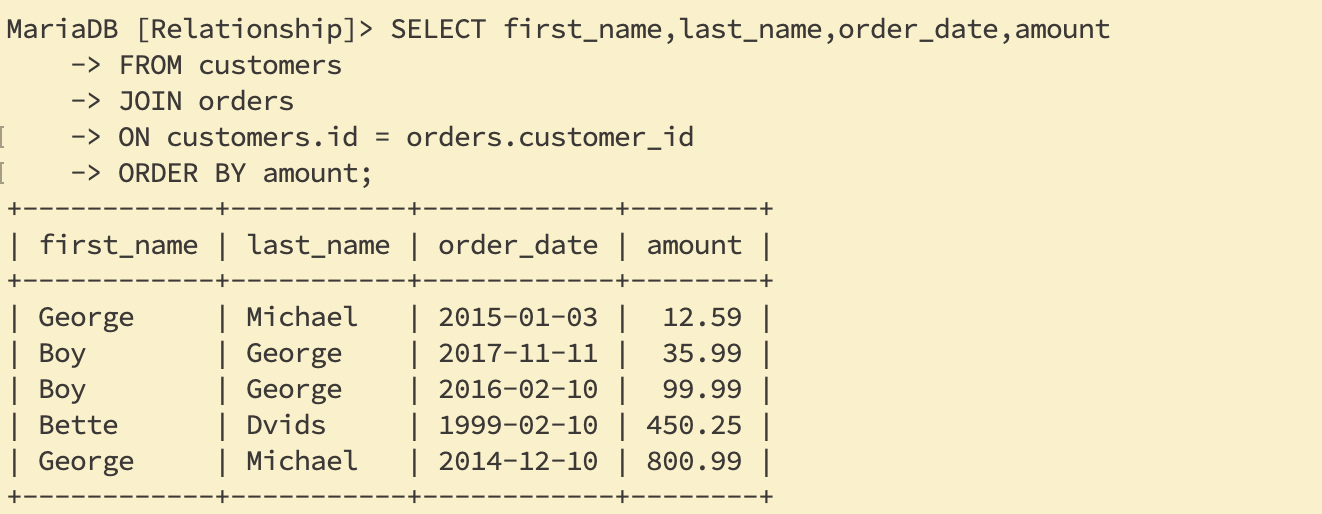 MariaDB [Relationship]> SELECT first_name,last_name,order_date,amount
    -> FROM customers
    -> JOIN orders
    -> ON customers.id = orders.customer_id
    -> ORDER BY amount;
+------------+-----------+------------+--------+
| first_name | last_name | order_date | amount |
+------------+-----------+------------+--------+
| George     | Michael   | 2015-01-03 |  12.59 |
| Boy        | George    | 2017-11-11 |  35.99 |
| Boy        | George    | 2016-02-10 |  99.99 |
| Bette      | Dvids     | 1999-02-10 | 450.25 |
| George     | Michael   | 2014-12-10 | 800.99 |
+------------+-----------+------------+--------+